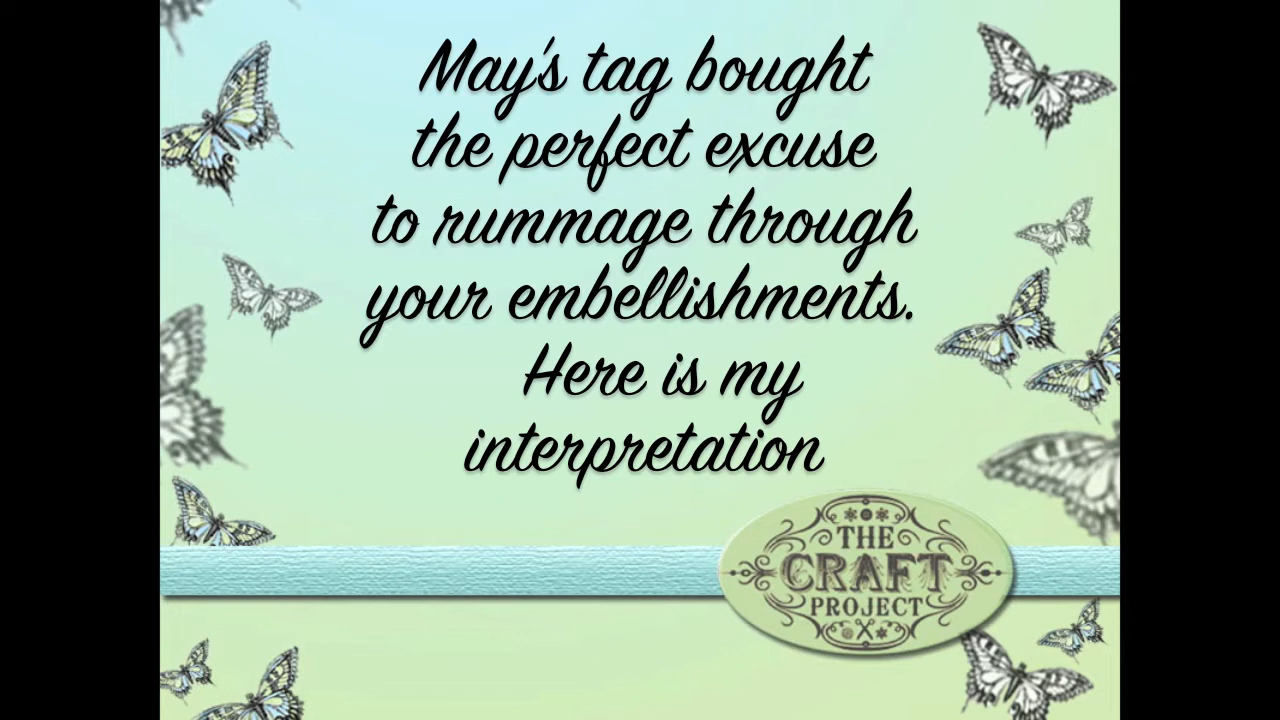 May's tag bought
the perfect excuse
to rummage through
your embellishments.
Here is my
interpretation
THE
CRAFT
PROJECT